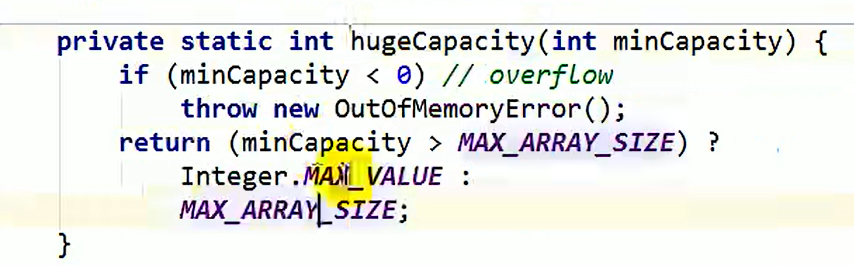 private static int hugeCapacity(int minCapacity) {
    if (minCapacity < 0) // overflow
        throw new OutOfMemoryError();
    return (minCapacity > MAX_ARRAY_SIZE) ?
        Integer.MAX_VALUE :
        MAX_ARRAY_SIZE;
}